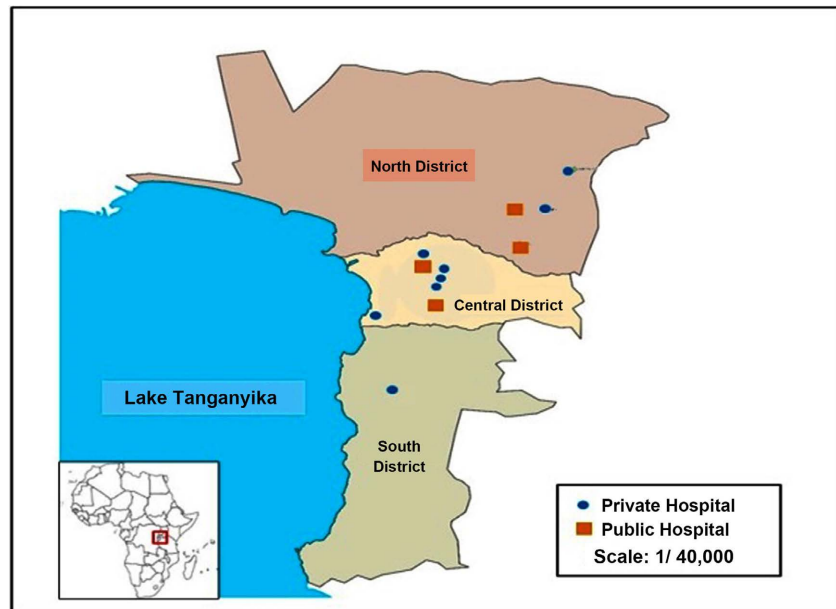 North District
Central District
Lake Tanganyika
South
District
Private Hospital
Public Hospital
Scale: 1/ 40,000